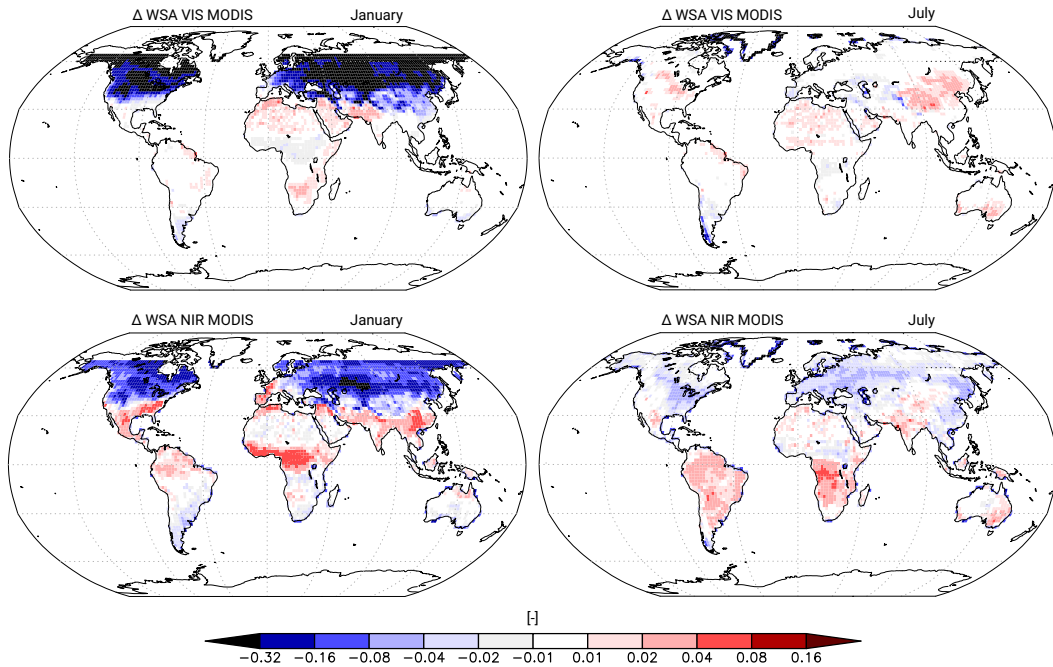 Δ WSA VIS MODIS January
Δ WSA VIS MODIS July
Δ WSA NIR MODIS January
Δ WSA NIR MODIS July
[-]
−0.32 −0.16 −0.08 −0.04 −0.02 −0.01 0.01 0.02 0.04 0.08 0.16